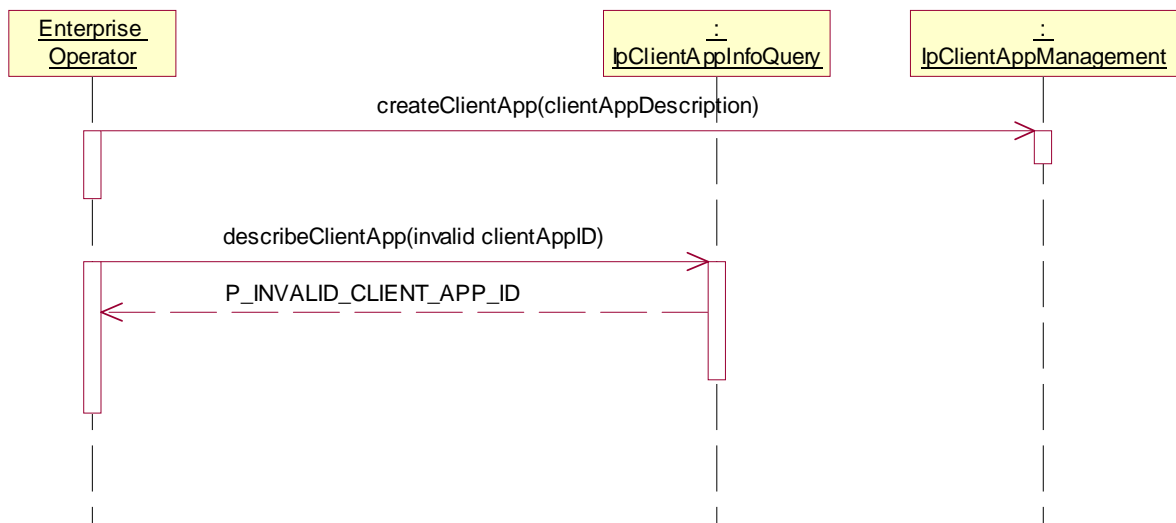 Enterprise
Operator
:
IpClientAppInfoQuery
:
IpClientAppManagement
createClientApp(clientAppDescription)
describeClientApp(invalid clientAppID)
P_INVALID_CLIENT_APP_ID